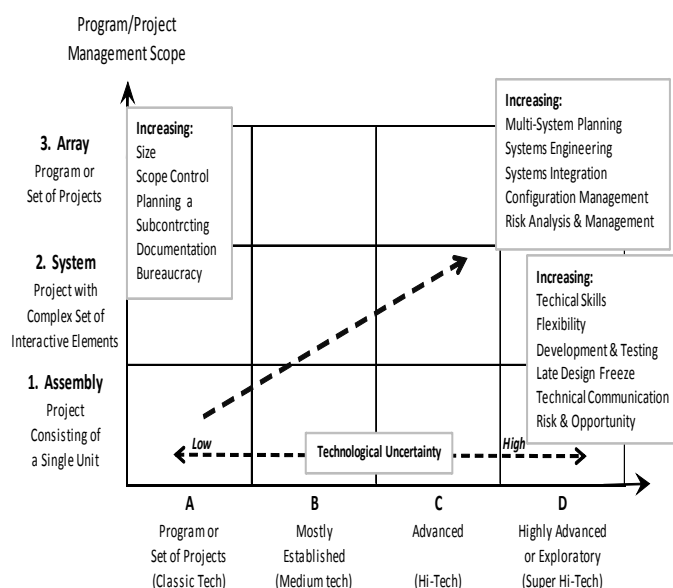 Program/Project
Management Scope
3. Array
Program or
Set of Projects
2. System
Project with
Complex Set of
Interactive Elements
1. Assembly
Project
Consisting of
a Single Unit
Increasing:
Size
Scope Control
Planning a
Subcontrcting
Documentation
Bureaucracy
Increasing:
Multi-System Planning
Systems Engineering
Systems Integration
Configuration Management
Risk Analysis & Management
Increasing:
Techical Skills
Flexibility
Development & Testing
Late Design Freeze
Technical Communication
Risk & Opportunity
Low
Technological Uncertainty
High
A
Program or
Set of Projects
(Classic Tech)
B
Mostly
Established
(Medium tech)
C
Advanced
(Hi-Tech)
D
Highly Advanced
or Exploratory
(Super Hi-Tech)